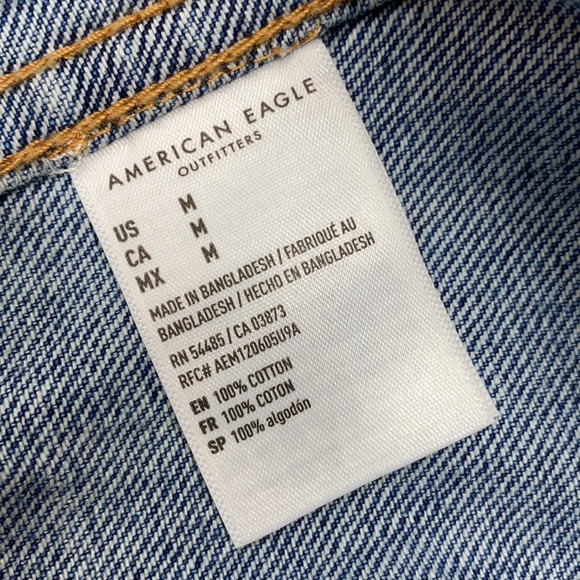 AMERICAN EAGLE
OUTFITTERS
US M
CA M
MX M
MADE IN BANGLADESH / FABRIQUÉ AU
BANGLADESH / HECHO EN BANGLADESH
RN 54485 / CA 03873
RFC# AEM120605U9A
EN 100% COTTON
FR 100% COTON
SP 100% algodón